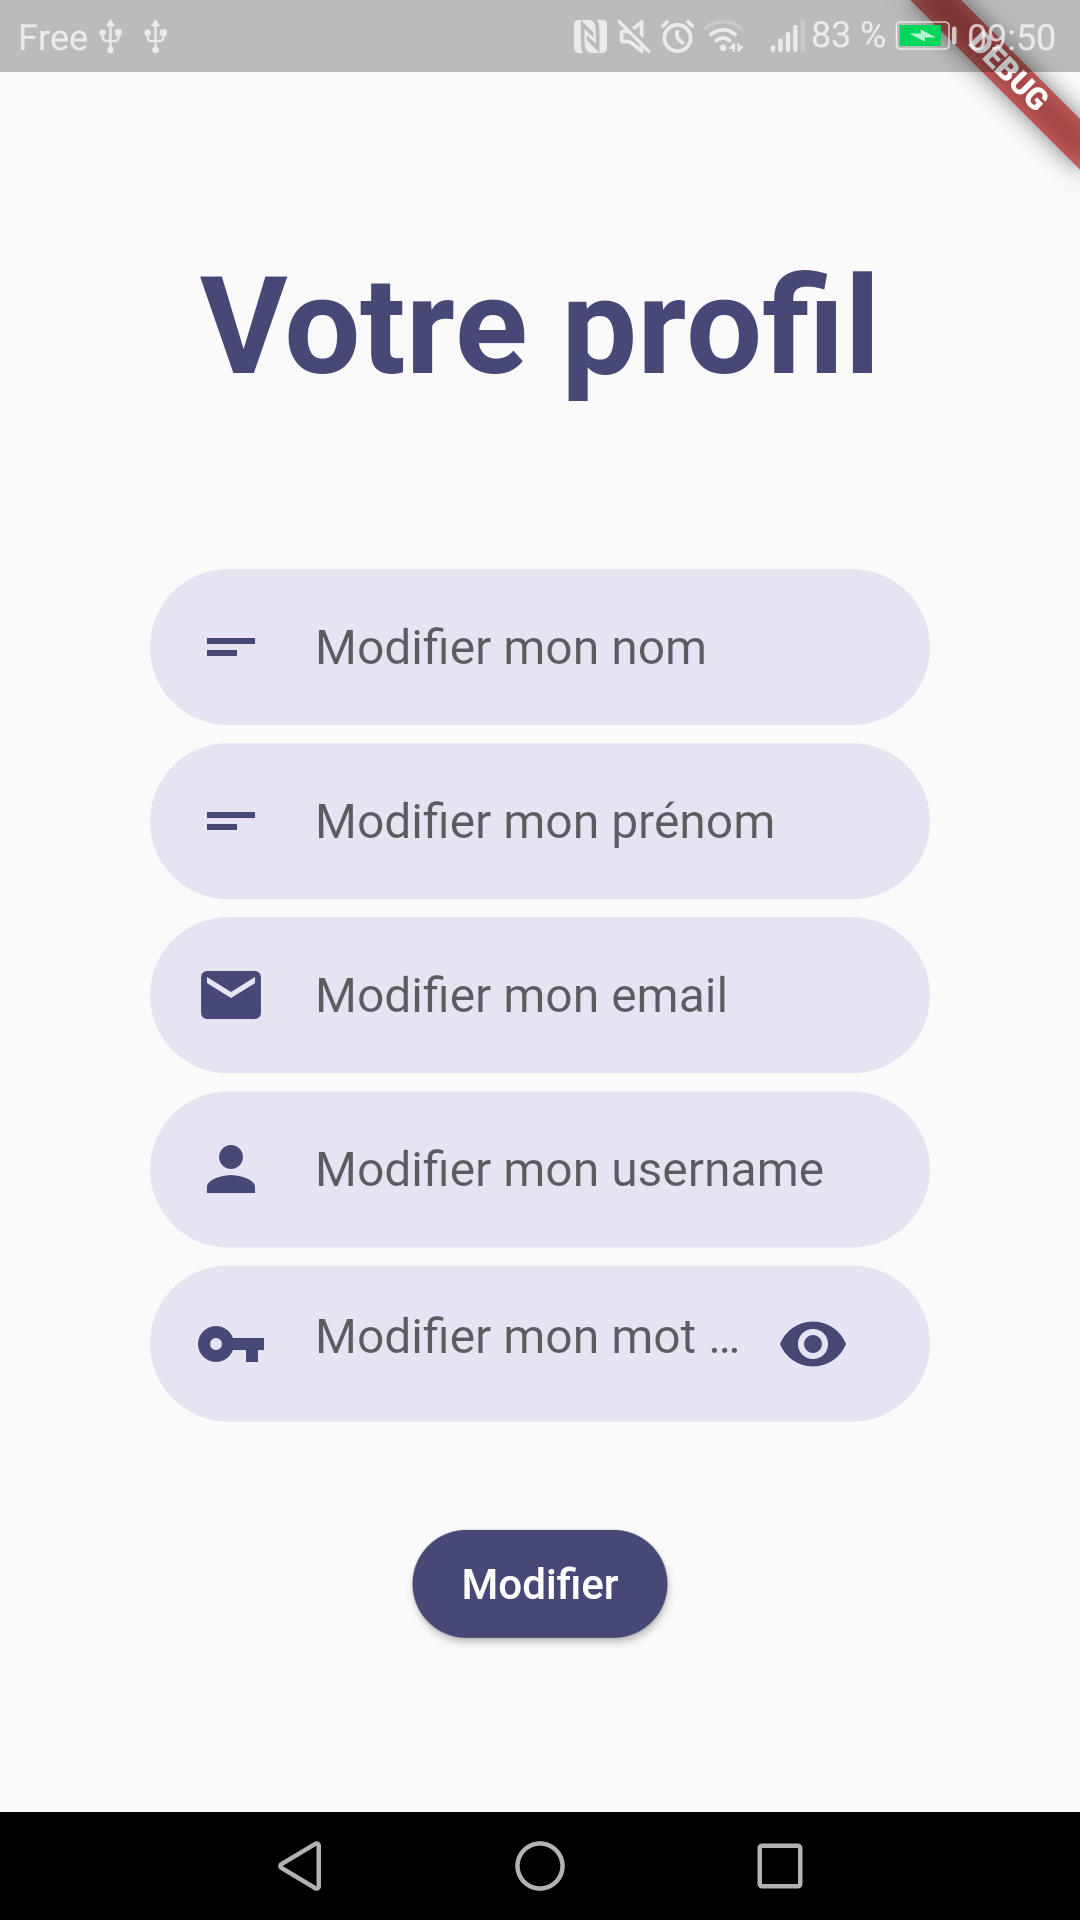 Free 83 % 09:50
DEBUG
Votre profil
Modifier mon nom
Modifier mon prénom
Modifier mon email
Modifier mon username
Modifier mon mot ...
Modifier